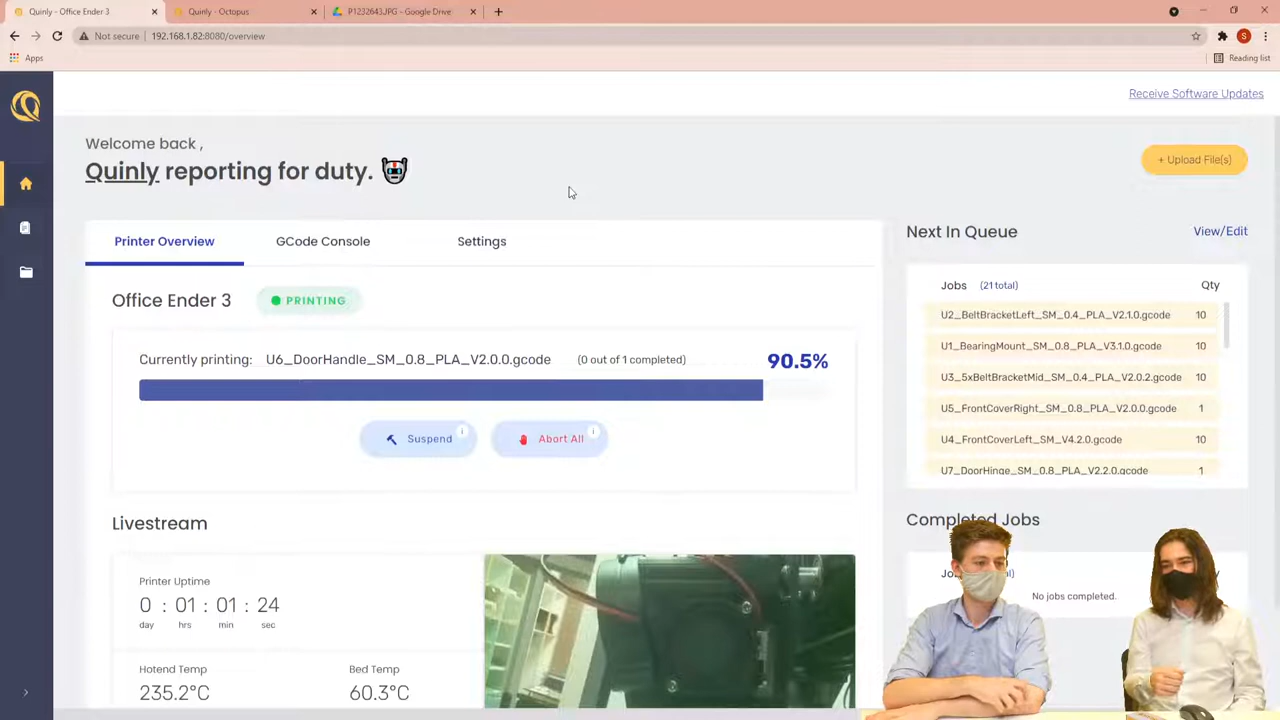 Quinly - Office Ender 3
Quinly - Octopus
P1232643.JPG - Google Drive
Not secure
192.168.1.82:8080/overview
S
Apps
Reading list
Receive Software Updates
Welcome back ,
Quinly reporting for duty.
+ Upload File(s)
Printer Overview
GCode Console
Settings
Next In Queue
View/Edit
Office Ender 3
PRINTING
Jobs (21 total)
Qty
U2_BeltBracketLeft_SM_0.4_PLA_V2.1.0.gcode 10
U1_BearingMount_SM_0.8_PLA_V3.1.0.gcode 10
U3_5xBeltBracketMid_SM_0.4_PLA_V2.0.2.gcode 10
U5_FrontCoverRight_SM_0.8_PLA_V2.0.0.gcode 1
U4_FrontCoverLeft_SM_V4.2.0.gcode 10
U7_DoorHinge_SM_0.8_PLA_V2.2.0.gcode 1
Currently printing: U6_DoorHandle_SM_0.8_PLA_V2.0.0.gcode (0 out of 1 completed) 90.5%
Suspend
Abort All
Livestream
Completed Jobs
No jobs completed.
Printer Uptime
0 : 01 : 01 : 24
day hrs min sec
Hotend Temp
235.2°C
Bed Temp
60.3°C